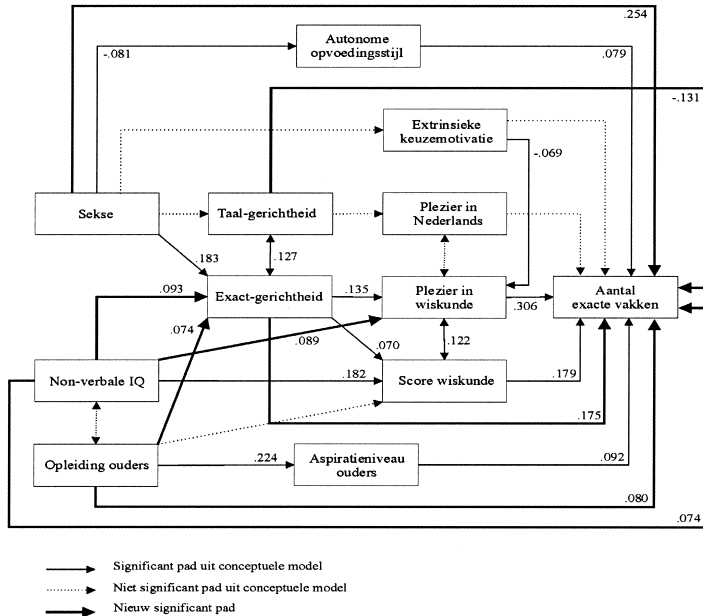 .254
Autonome
opvoedingsstijl
-.081
.079
-.131
Extrinsieke
keuzemotivatie
-.069
Sekse
Taal-gerichtheid
Plezier in
Nederlands
.183
.127
Exact-gerichtheid
.093
.135
Plezier in
wiskunde
.306
Aantal
exacte vakken
.074
.089
.070
.122
Non-verbale IQ
.182
Score wiskunde
.179
.175
Opleiding ouders
.224
Aspiratieniveau
ouders
.092
.080
.074
Significant pad uit conceptuele model
Niet significant pad uit conceptuele model
Nieuw significant pad